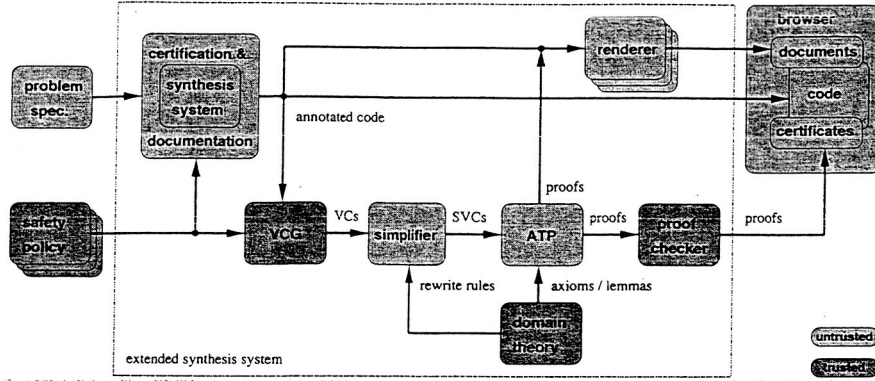 problem
spec.
certification &
synthesis
system
documentation
annotated code
renderer
browser
documents
code
certificates
safety
policy
VCG
VCs
simplifier
SVCs
ATP
proofs
proofs
proof
checker
proofs
rewrite rules
axioms / lemmas
domain
theory
extended synthesis system
untrusted
trusted